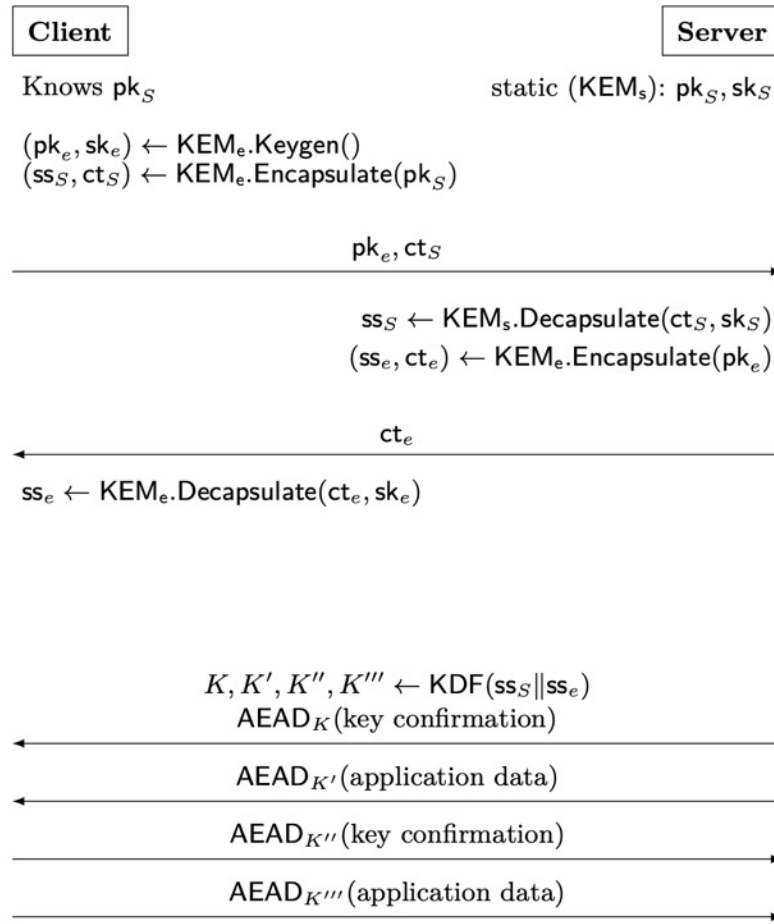 Client
Server
Knows pk_S
static (KEM_s): pk_S, sk_S
(pk_e, sk_e) ← KEM_e.Keygen()
(ss_S, ct_S) ← KEM_e.Encapsulate(pk_S)
pk_e, ct_S
ss_S ← KEM_s.Decapsulate(ct_S, sk_S)
(ss_e, ct_e) ← KEM_e.Encapsulate(pk_e)
ct_e
ss_e ← KEM_e.Decapsulate(ct_e, sk_e)
K, K′, K″, K‴ ← KDF(ss_S‖ss_e)
AEAD_K(key confirmation)
AEAD_K′(application data)
AEAD_K″(key confirmation)
AEAD_K‴(application data)